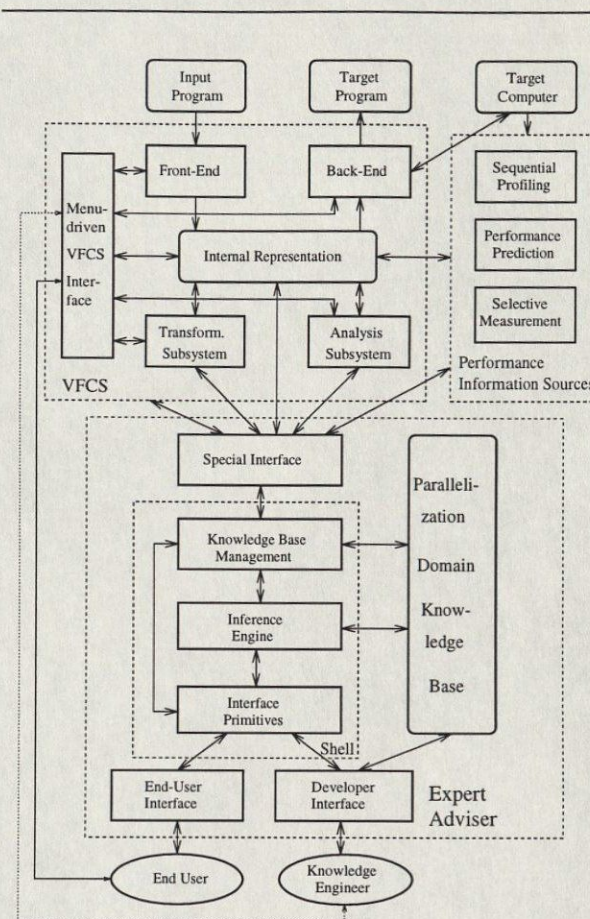 Input
Program
Target
Program
Target
Computer
Front-End
Back-End
Sequential
Profiling
Menu-
driven
VFCS
Inter-
face
Internal Representation
Performance
Prediction
Selective
Measurement
Transform.
Subsystem
Analysis
Subsystem
VFCS
Performance
Information Sources
Special Interface
Knowledge Base
Management
Inference
Engine
Interface
Primitives
Shell
Paralleli-
zation
Domain
Know-
ledge
Base
End-User
Interface
Developer
Interface
Expert
Adviser
End User
Knowledge
Engineer